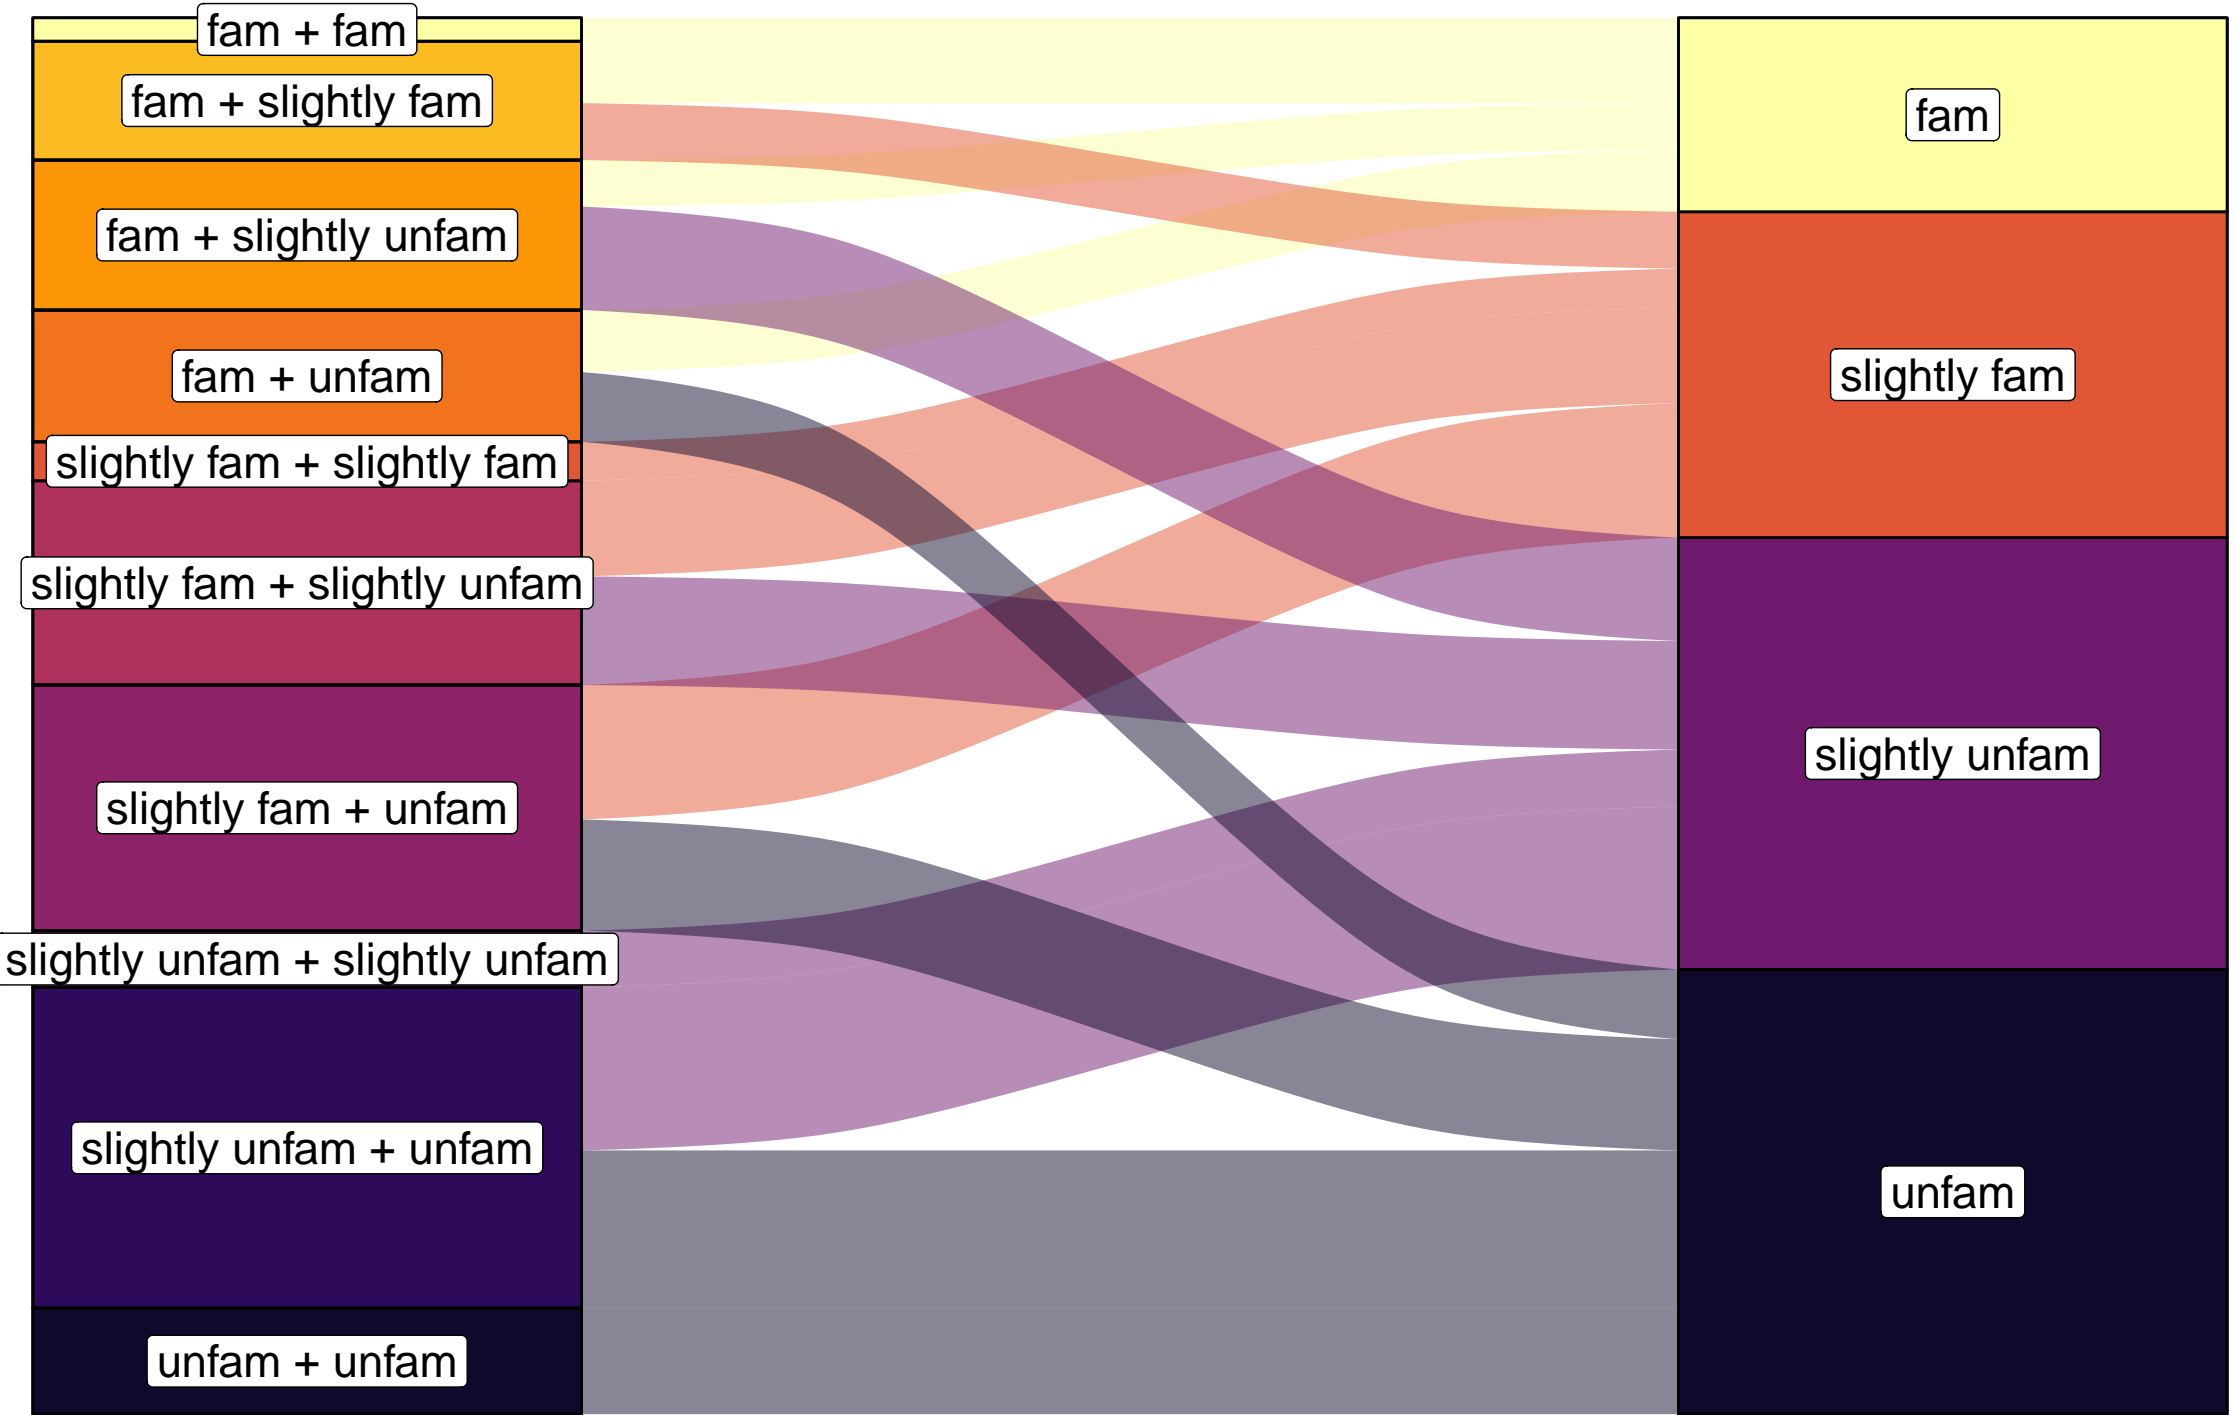 fam + fam
fam + slightly fam
fam + slightly unfam
fam + unfam
slightly fam + slightly fam
slightly fam + slightly unfam
slightly fam + unfam
slightly unfam + slightly unfam
slightly unfam + unfam
unfam + unfam
fam
slightly fam
slightly unfam
unfam